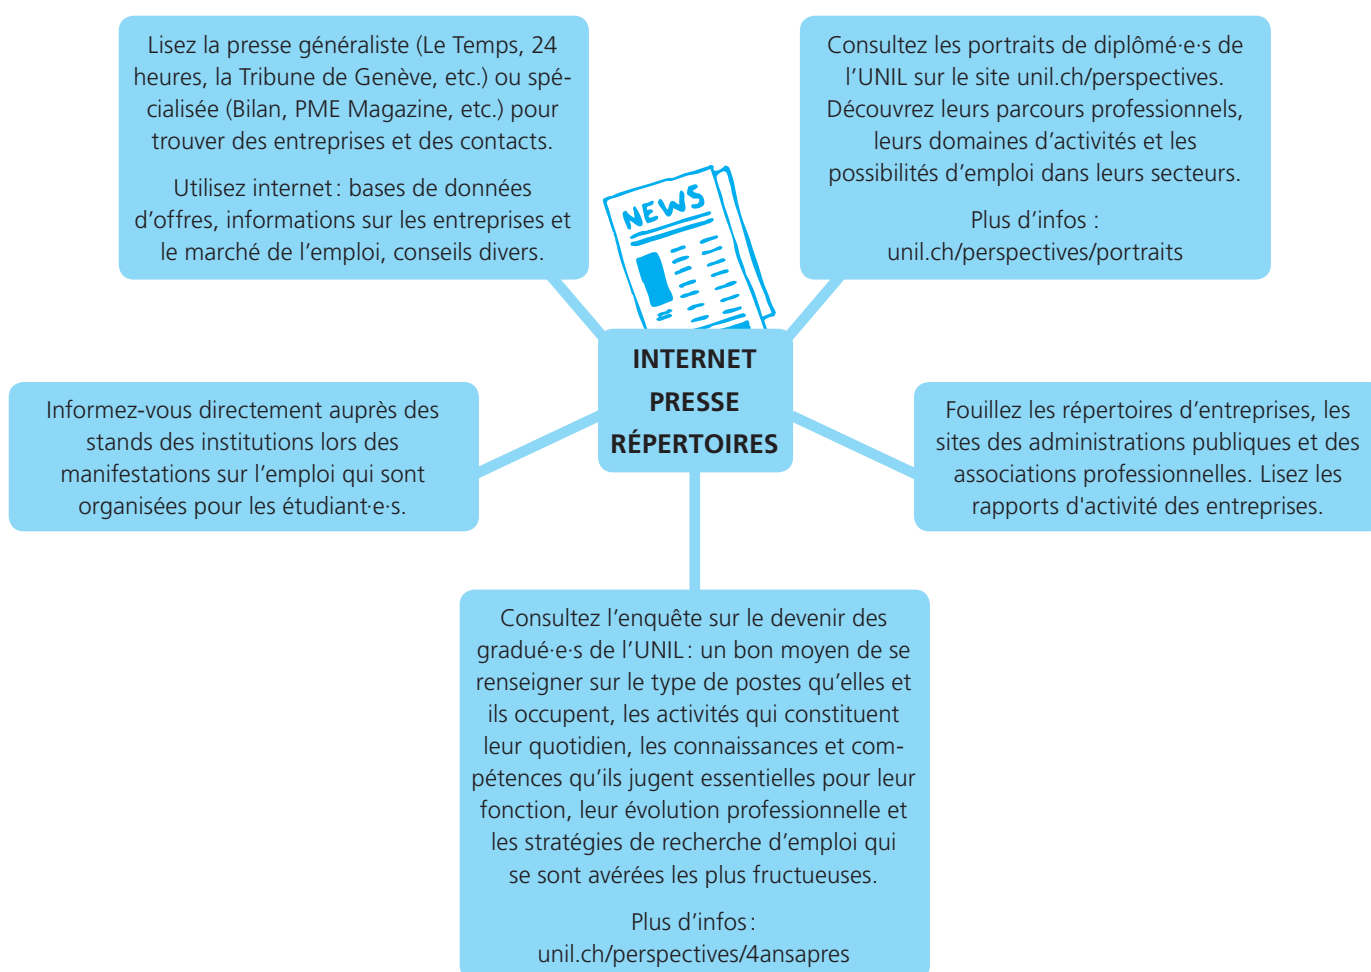 Lisez la presse généraliste (Le Temps, 24
heures, la Tribune de Genève, etc.) ou spé-
cialisée (Bilan, PME Magazine, etc.) pour
trouver des entreprises et des contacts.
Utilisez internet : bases de données
d'offres, informations sur les entreprises et
le marché de l'emploi, conseils divers.
Consultez les portraits de diplômé·e·s de
l'UNIL sur le site unil.ch/perspectives.
Découvrez leurs parcours professionnels,
leurs domaines d'activités et les
possibilités d'emploi dans leurs secteurs.
Plus d'infos :
unil.ch/perspectives/portraits
NEWS
INTERNET
PRESSE
RÉPERTOIRES
Informez-vous directement auprès des
stands des institutions lors des
manifestations sur l'emploi qui sont
organisées pour les étudiant·e·s.
Fouillez les répertoires d'entreprises, les
sites des administrations publiques et des
associations professionnelles. Lisez les
rapports d'activité des entreprises.
Consultez l'enquête sur le devenir des
gradué·e·s de l'UNIL : un bon moyen de se
renseigner sur le type de postes qu'elles et
ils occupent, les activités qui constituent
leur quotidien, les connaissances et com-
pétences qu'ils jugent essentielles pour leur
fonction, leur évolution professionnelle et
les stratégies de recherche d'emploi qui
se sont avérées les plus fructueuses.
Plus d'infos :
unil.ch/perspectives/4ansapres